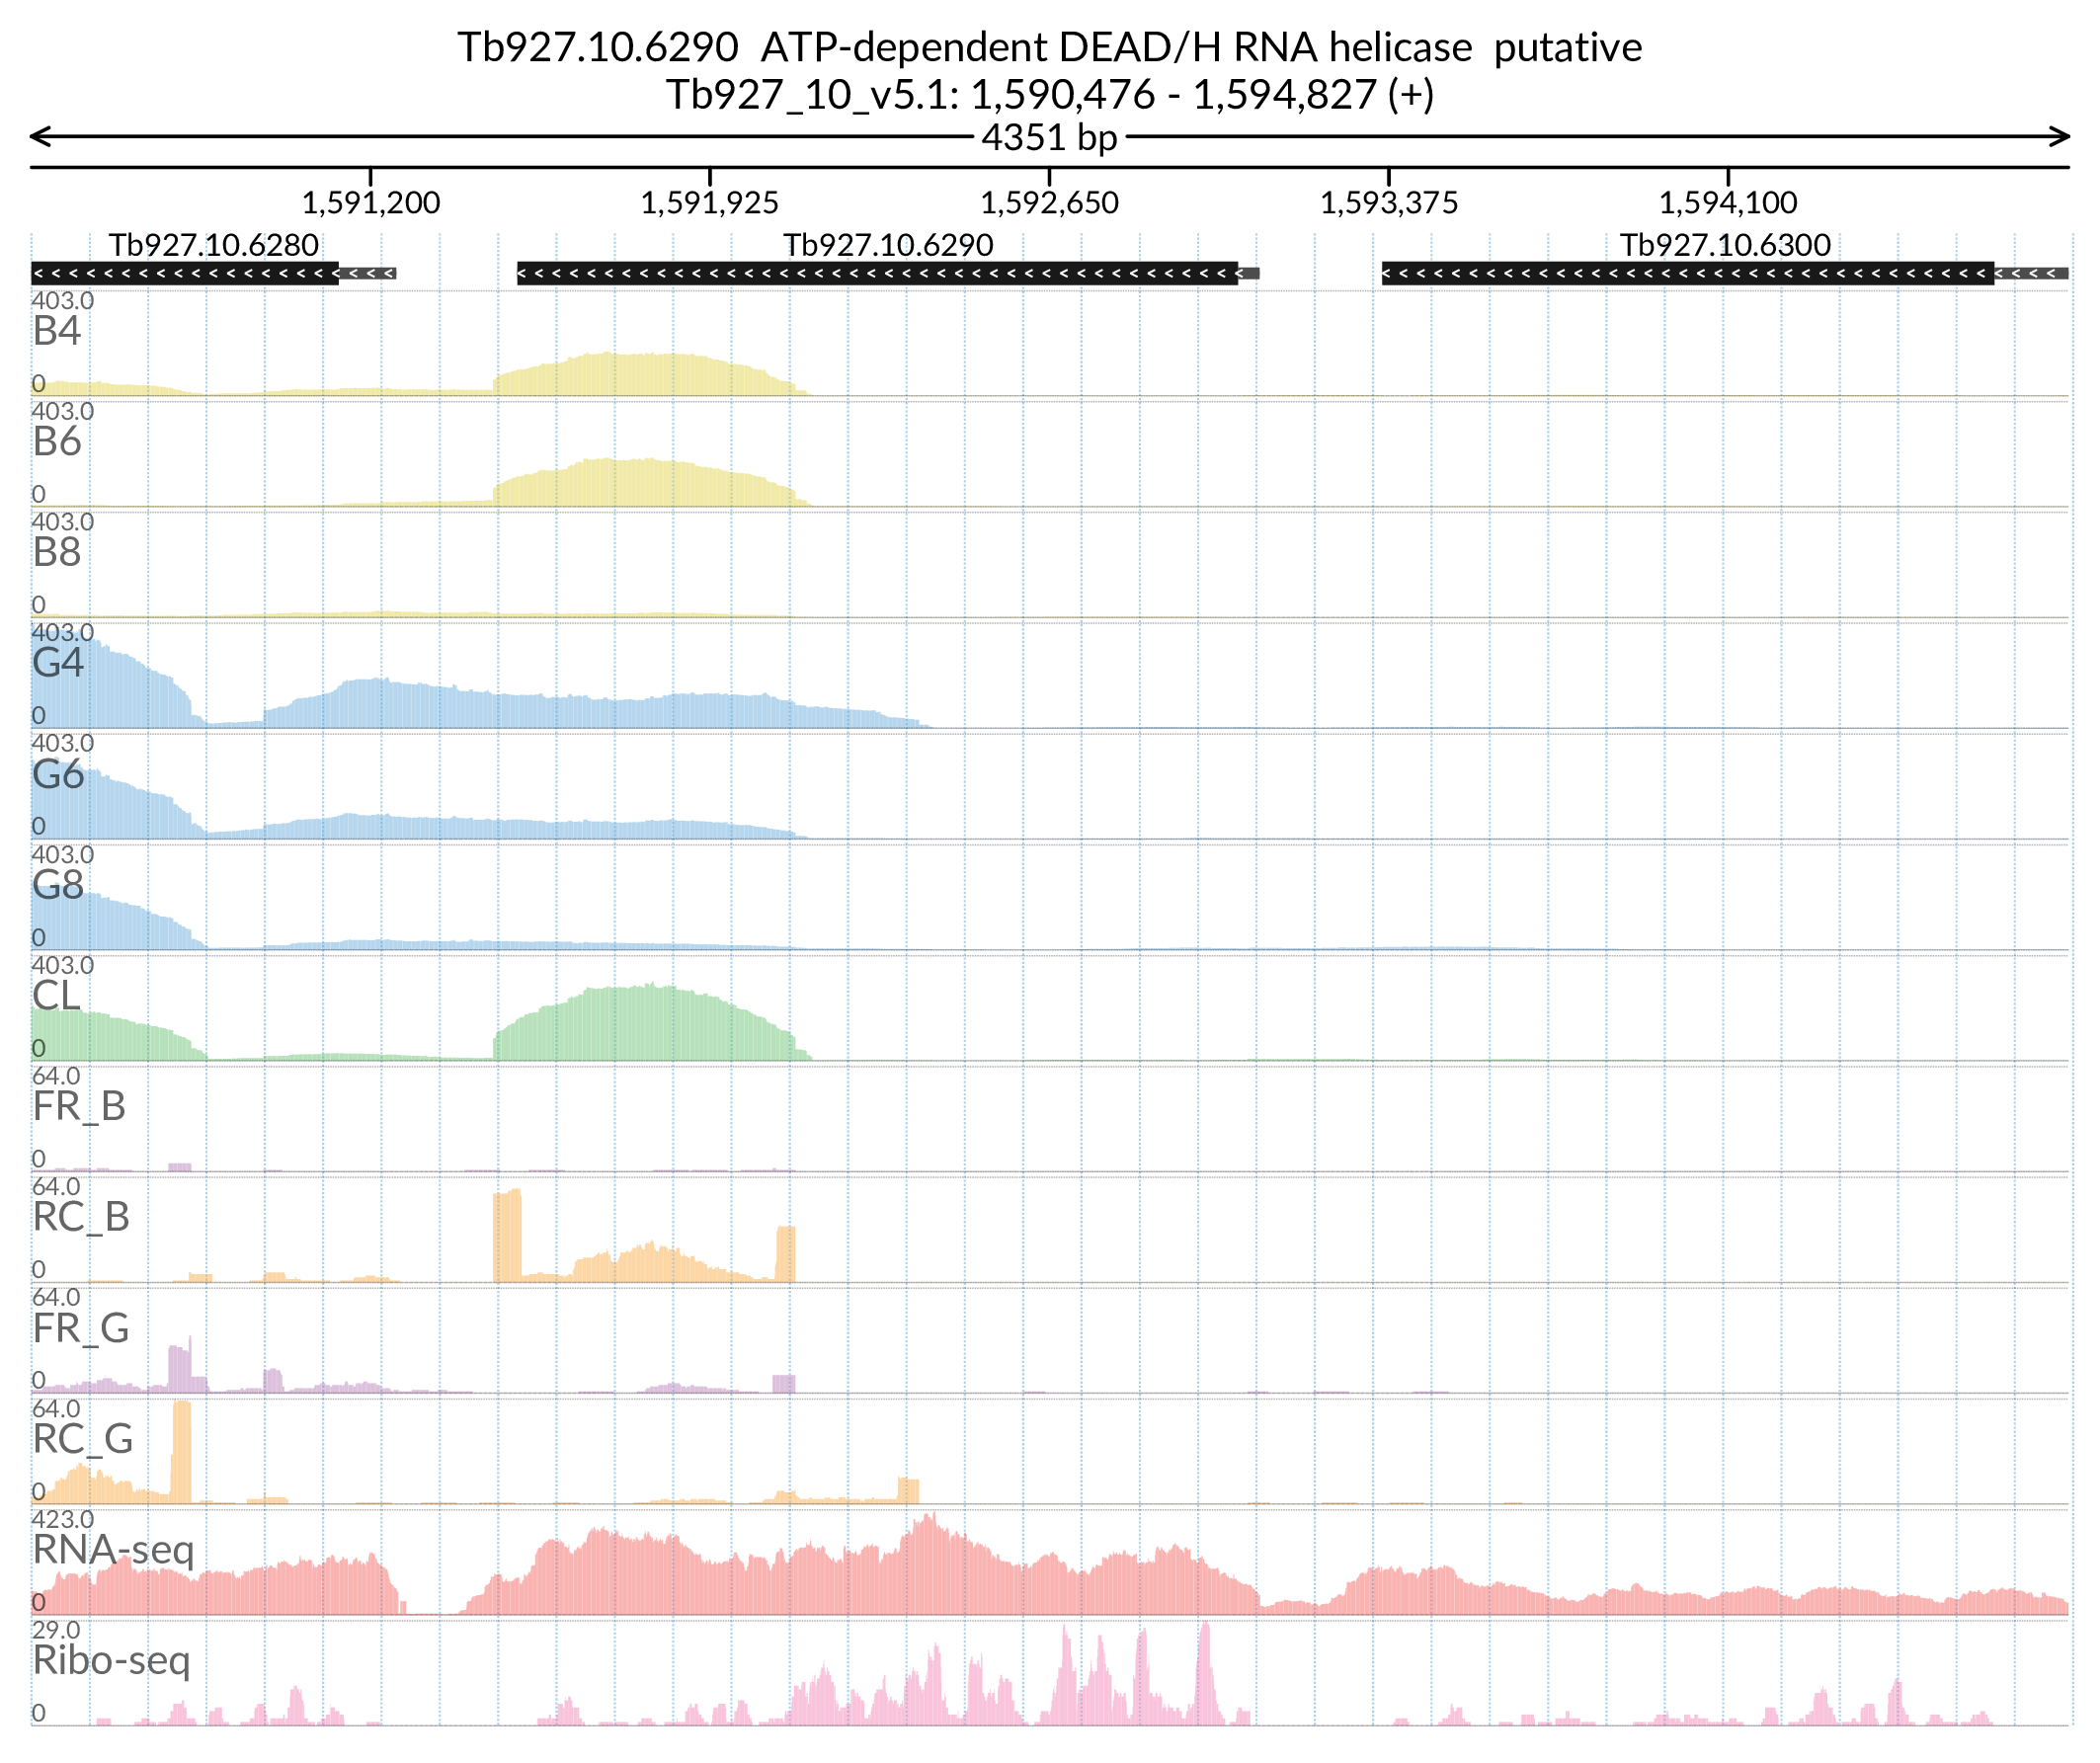 Tb927.10.6290  ATP-dependent DEAD/H RNA helicase  putative
Tb927_10_v5.1: 1,590,476 - 1,594,827 (+)
4351 bp
1,591,200 1,591,925 1,592,650 1,593,375 1,594,100
Tb927.10.6280 Tb927.10.6290 Tb927.10.6300
403.0
B4
0
403.0
B6
0
403.0
B8
0
403.0
G4
0
403.0
G6
0
403.0
G8
0
403.0
CL
0
64.0
FR_B
0
64.0
RC_B
0
64.0
FR_G
0
64.0
RC_G
0
423.0
RNA-seq
0
29.0
Ribo-seq
0